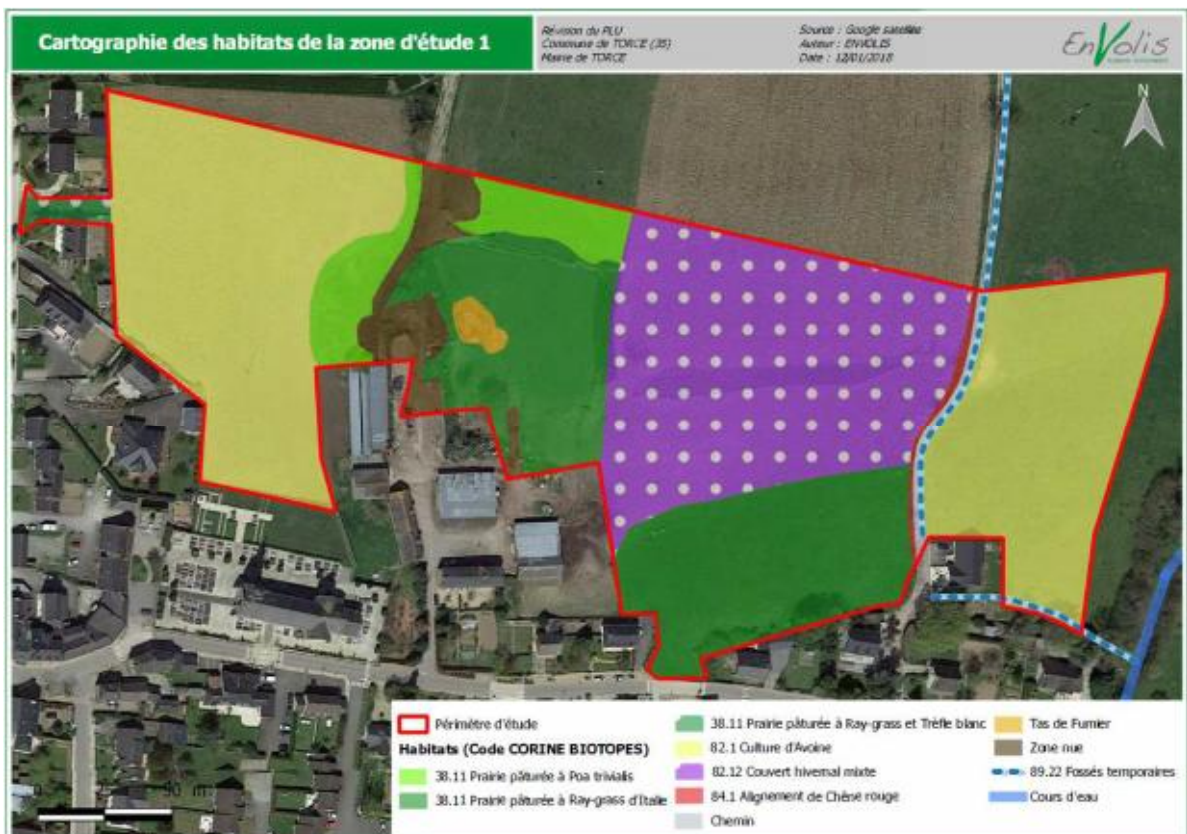 Cartographie des habitats de la zone d'étude 1
Révision du PLU
Commune de TORCE (35)
Mairie de TORCE
Source : Google satellite
Auteur : ENVOLIS
Date : 12/01/2018
EnVolis
N
Périmètre d'étude
Habitats (Code CORINE BIOTOPES)
38.11 Prairie pâturée à Poa trivialis
38.11 Prairie pâturée à Ray-grass d'Italie
38.11 Prairie pâturée à Ray-grass et Trèfle blanc
82.1 Culture d'Avoine
82.12 Couvert hivernal mixte
84.1 Alignement de Chêne rouge
Chemin
Tas de Fumier
Zone nue
89.22 Fossés temporaires
Cours d'eau
0 90 m